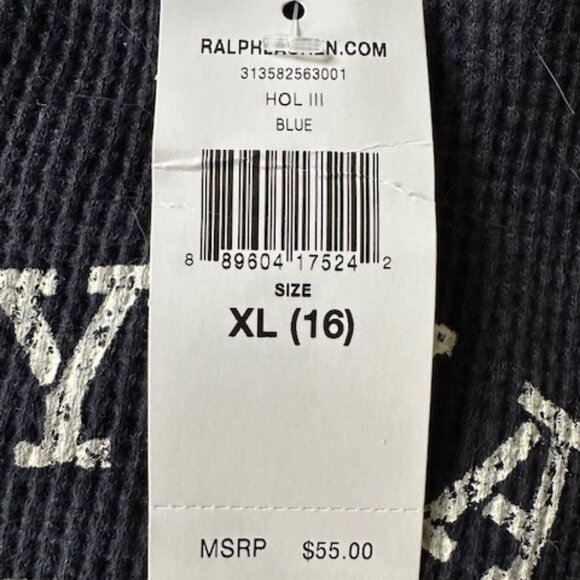 RALPHLAUREN.COM
313582563001
HOL III
BLUE
8 89604 17524 2
SIZE
XL (16)
MSRP $55.00
Y
A